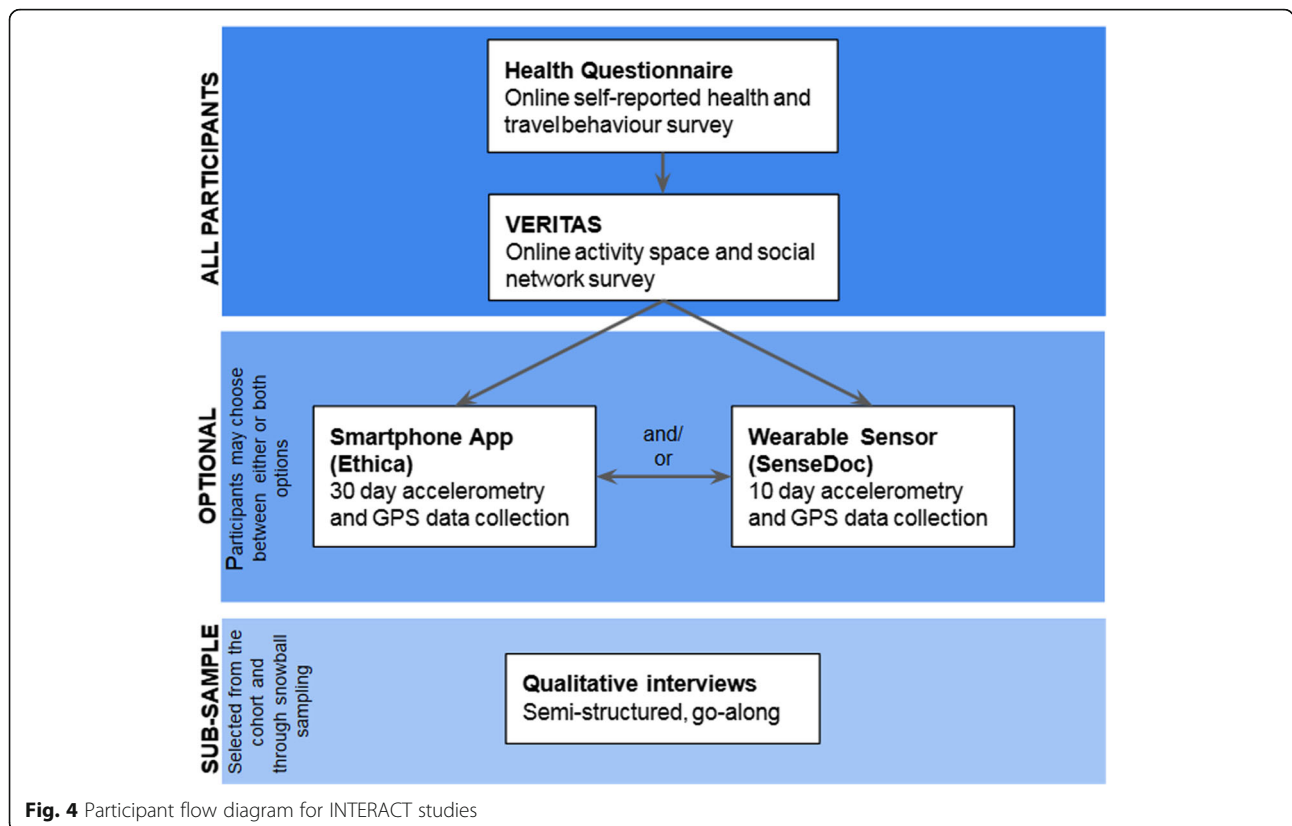 ALL PARTICIPANTS
Health Questionnaire
Online self-reported health and
travelbehaviour survey
VERITAS
Online activity space and social
network survey
OPTIONAL
Participants may choose
between either or both
options
Smartphone App
(Ethica)
30 day accelerometry
and GPS data collection
and/
or
Wearable Sensor
(SenseDoc)
10 day accelerometry
and GPS data collection
SUB-SAMPLE
Selected from the
cohort and
through snowball
sampling
Qualitative interviews
Semi-structured, go-along
Fig. 4 Participant flow diagram for INTERACT studies